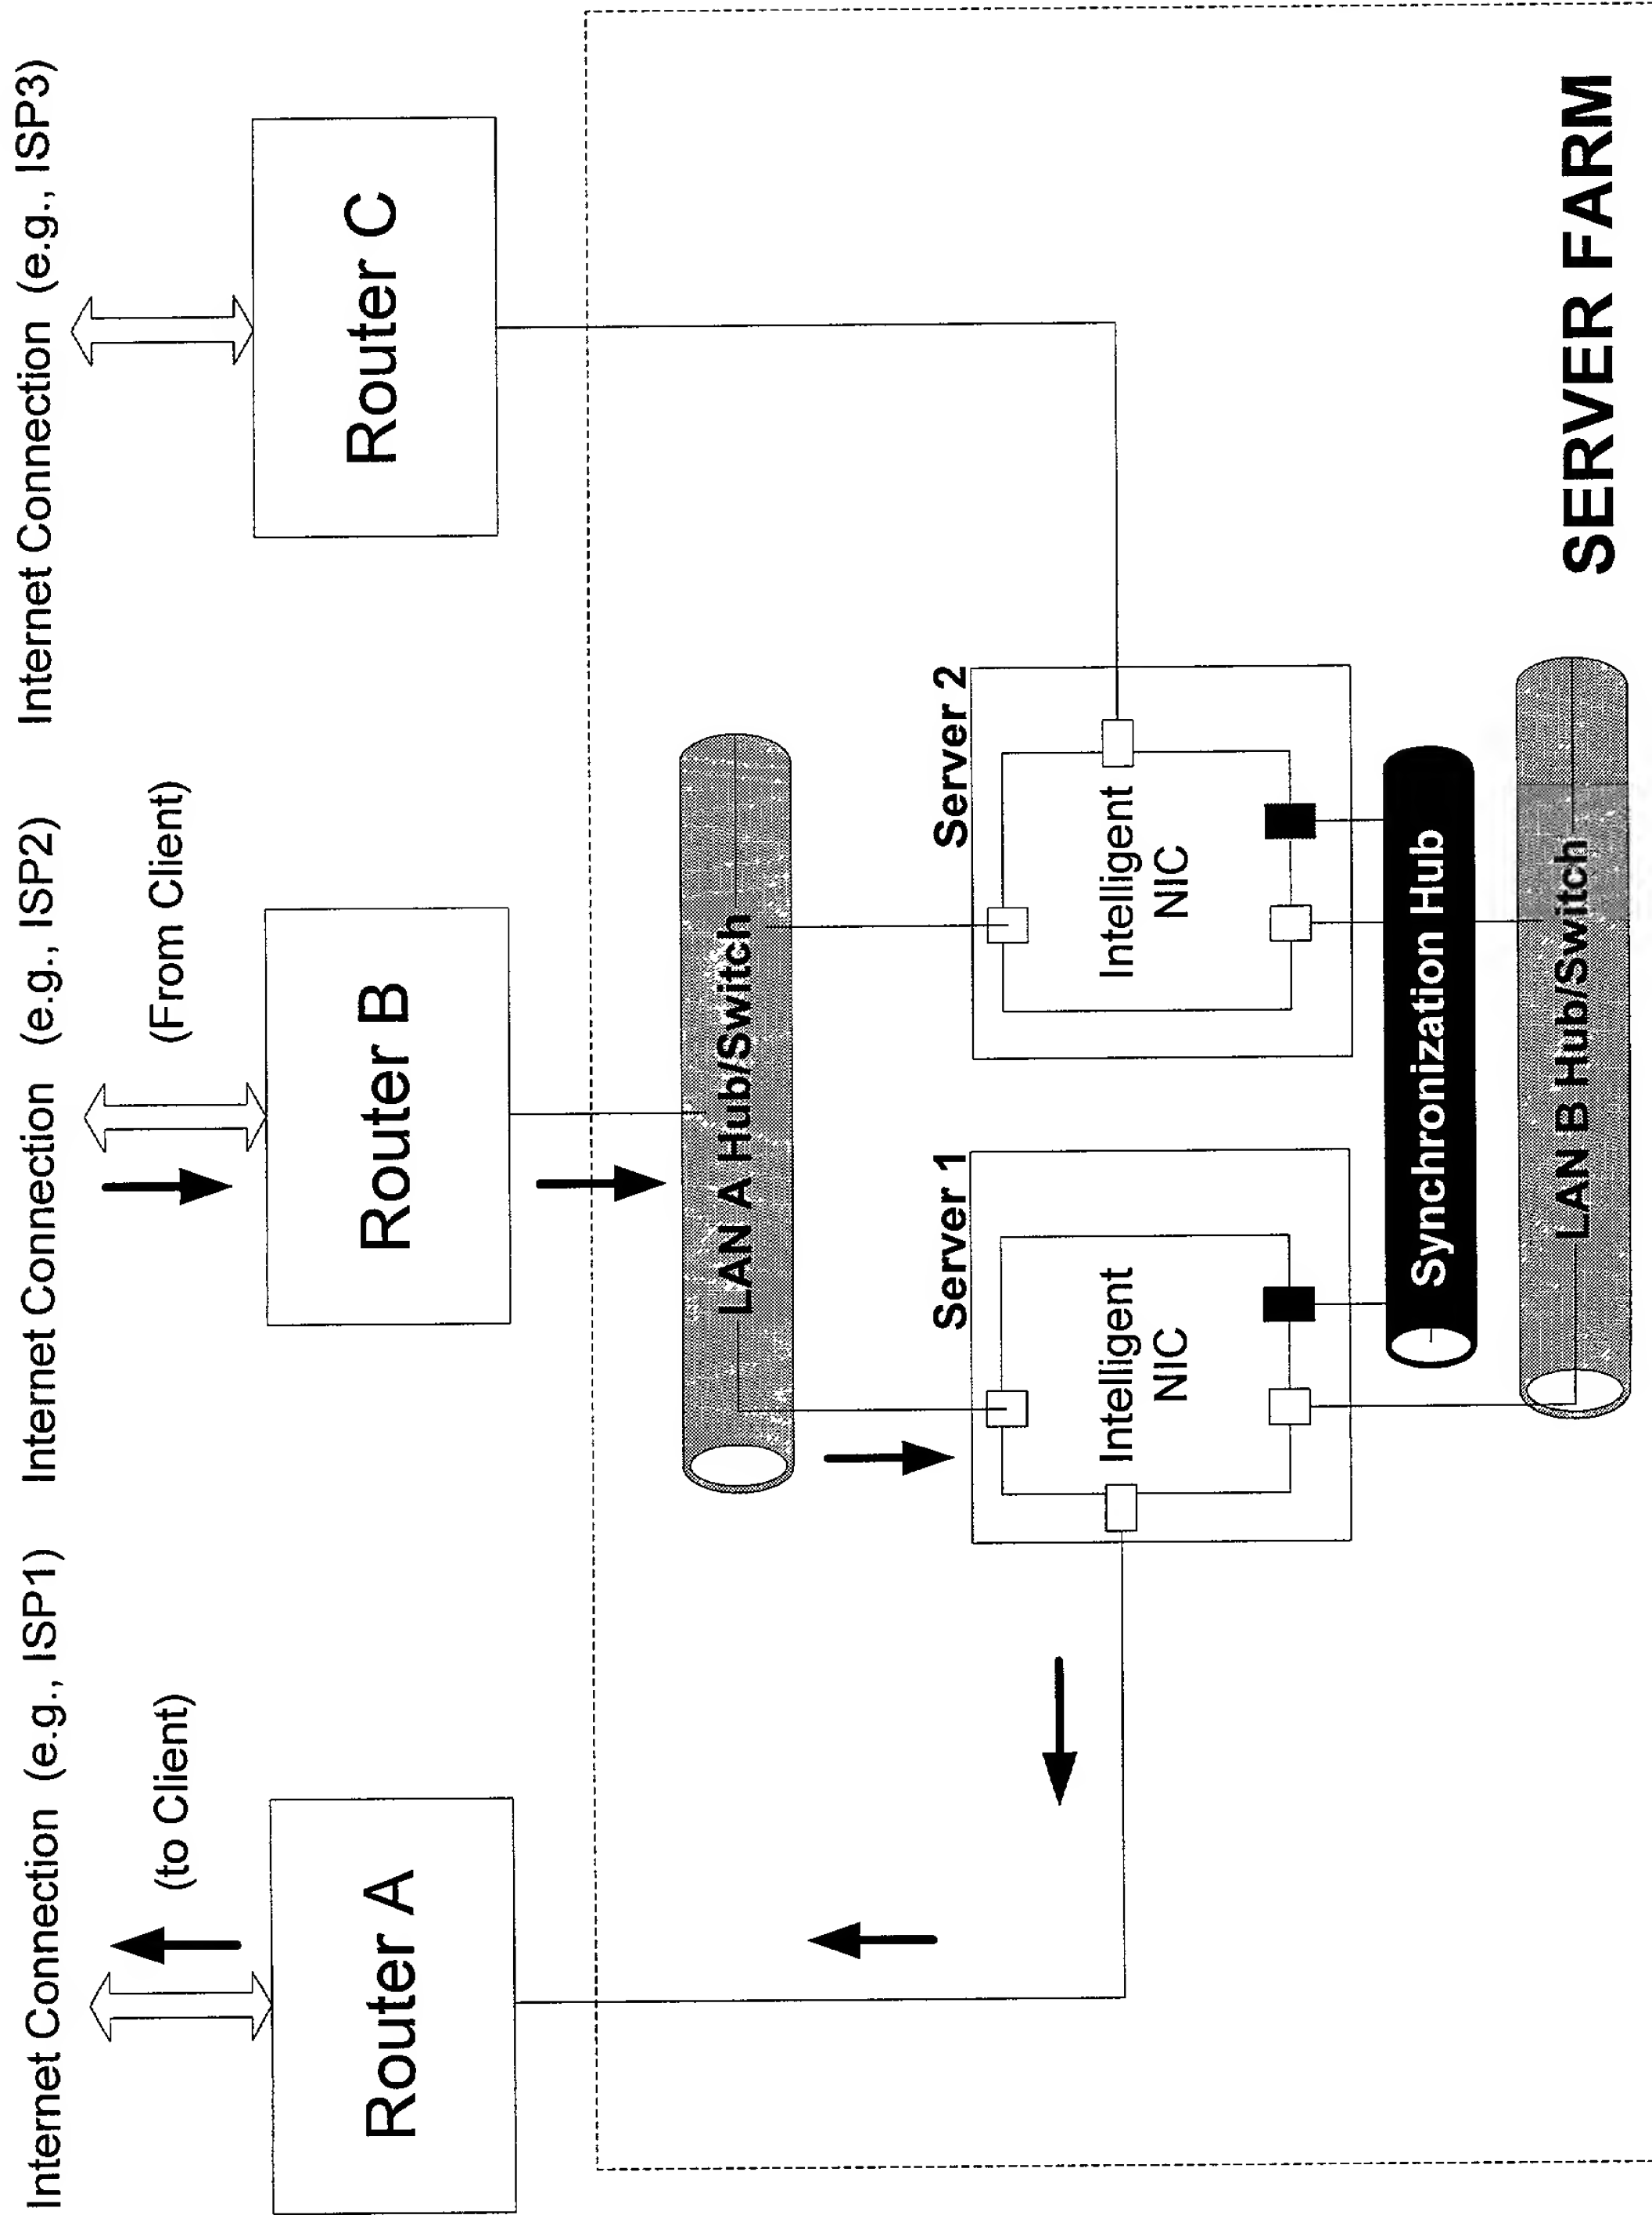 Internet Connection (e.g., ISP1)
Internet Connection (e.g., ISP2)
Internet Connection (e.g., ISP3)
(to Client)
(From Client)
Router A
Router B
Router C
LAN A Hub/Switch
Server 1
Server 2
Intelligent
NIC
Intelligent
NIC
Synchronization Hub
LAN B Hub/Switch
SERVER FARM